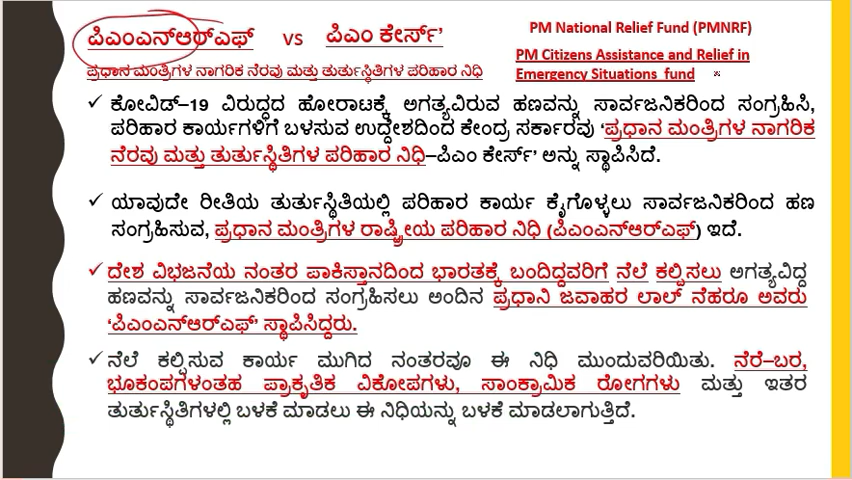 ಪಿಎಂಎನ್ಆರ್ಎಫ್ vs ಪಿಎಂ ಕೇರ್ಸ್’
PM National Relief Fund (PMNRF)
PM Citizens Assistance and Relief in
Emergency Situations fund
ಪ್ರಧಾನ ಮಂತ್ರಿಗಳ ನಾಗರಿಕ ನೆರವು ಮತ್ತು ತುರ್ತುಸ್ಥಿತಿಗಳ ಪರಿಹಾರ ನಿಧಿ
✓ ಕೋವಿಡ್–19 ವಿರುದ್ಧದ ಹೋರಾಟಕ್ಕೆ ಅಗತ್ಯವಿರುವ ಹಣವನ್ನು ಸಾರ್ವಜನಿಕರಿಂದ ಸಂಗ್ರಹಿಸಿ,
ಪರಿಹಾರ ಕಾರ್ಯಗಳಿಗೆ ಬಳಸುವ ಉದ್ದೇಶದಿಂದ ಕೇಂದ್ರ ಸರ್ಕಾರವು ‘ಪ್ರಧಾನ ಮಂತ್ರಿಗಳ ನಾಗರಿಕ
ನೆರವು ಮತ್ತು ತುರ್ತುಸ್ಥಿತಿಗಳ ಪರಿಹಾರ ನಿಧಿ–ಪಿಎಂ ಕೇರ್ಸ್’ ಅನ್ನು ಸ್ಥಾಪಿಸಿದೆ.
✓ ಯಾವುದೇ ರೀತಿಯ ತುರ್ತುಸ್ಥಿತಿಯಲ್ಲಿ ಪರಿಹಾರ ಕಾರ್ಯ ಕೈಗೊಳ್ಳಲು ಸಾರ್ವಜನಿಕರಿಂದ ಹಣ
ಸಂಗ್ರಹಿಸುವ, ಪ್ರಧಾನ ಮಂತ್ರಿಗಳ ರಾಷ್ಟ್ರೀಯ ಪರಿಹಾರ ನಿಧಿ (ಪಿಎಂಎನ್ಆರ್ಎಫ್) ಇದೆ.
✓ ದೇಶ ವಿಭಜನೆಯ ನಂತರ ಪಾಕಿಸ್ತಾನದಿಂದ ಭಾರತಕ್ಕೆ ಬಂದಿದ್ದವರಿಗೆ ನೆಲೆ ಕಲ್ಪಿಸಲು ಅಗತ್ಯವಿದ್ದ
ಹಣವನ್ನು ಸಾರ್ವಜನಿಕರಿಂದ ಸಂಗ್ರಹಿಸಲು ಅಂದಿನ ಪ್ರಧಾನಿ ಜವಾಹರ ಲಾಲ್ ನೆಹರೂ ಅವರು
‘ಪಿಎಂಎನ್ಆರ್ಎಫ್’ ಸ್ಥಾಪಿಸಿದ್ದರು.
✓ ನೆಲೆ ಕಲ್ಪಿಸುವ ಕಾರ್ಯ ಮುಗಿದ ನಂತರವೂ ಈ ನಿಧಿ ಮುಂದುವರಿಯಿತು. ನೆರೆ–ಬರ,
ಭೂಕಂಪಗಳಂತಹ ಪ್ರಾಕೃತಿಕ ವಿಕೋಪಗಳು, ಸಾಂಕ್ರಾಮಿಕ ರೋಗಗಳು ಮತ್ತು ಇತರ
ತುರ್ತುಸ್ಥಿತಿಗಳಲ್ಲಿ ಬಳಕೆ ಮಾಡಲು ಈ ನಿಧಿಯನ್ನು ಬಳಕೆ ಮಾಡಲಾಗುತ್ತಿದೆ.